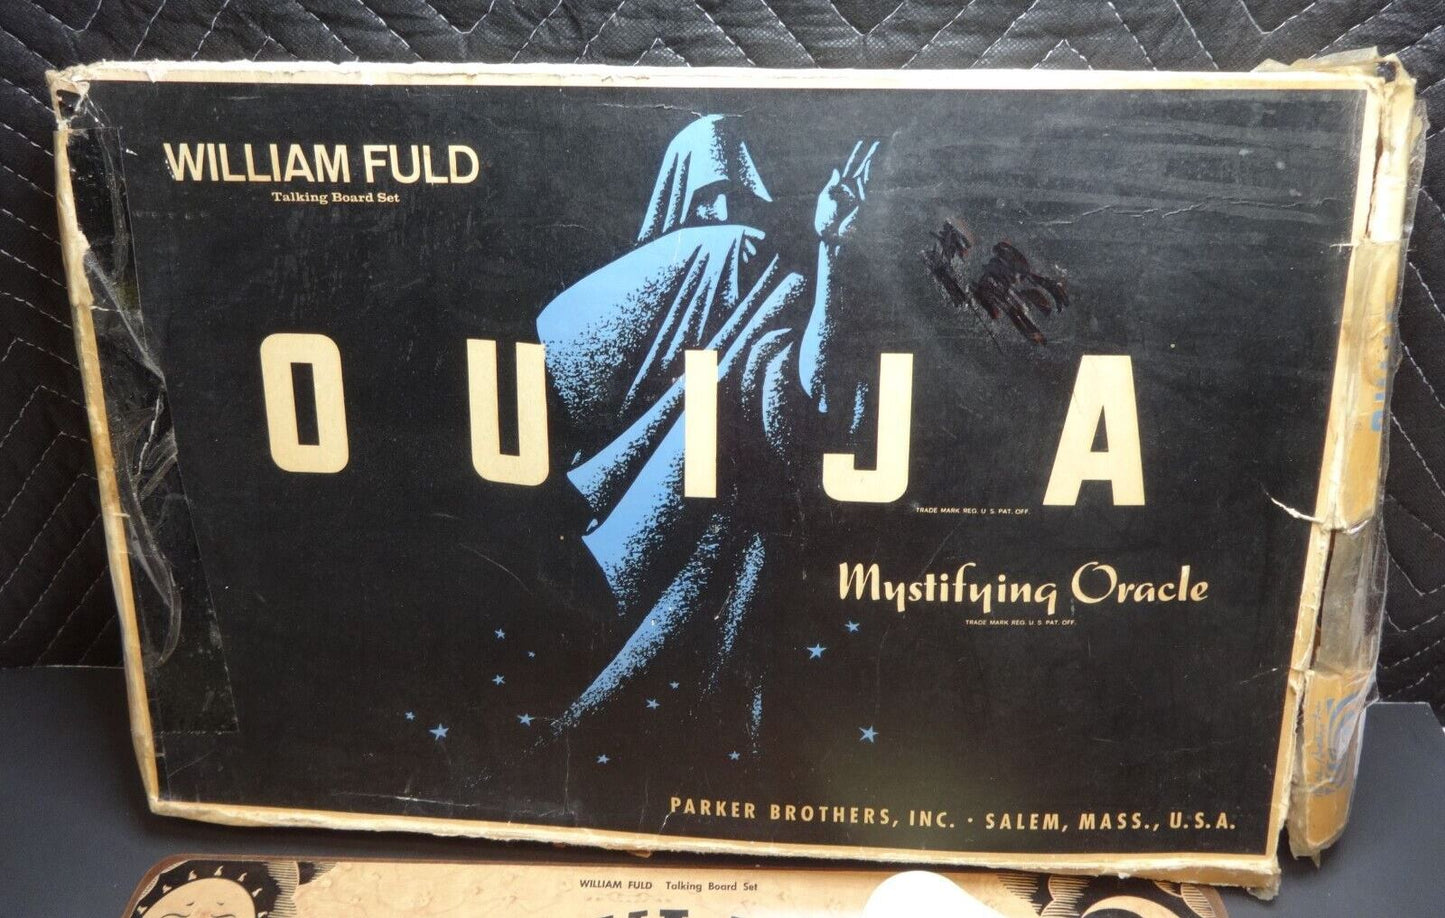 WILLIAM FULD
Talking Board Set
OUIJA
TRADE MARK REG. U. S. PAT. OFF.
Mystifying Oracle
TRADE MARK REG. U. S. PAT. OFF.
PARKER BROTHERS, INC. · SALEM, MASS., U.S.A.
WILLIAM FULD Talking Board Set